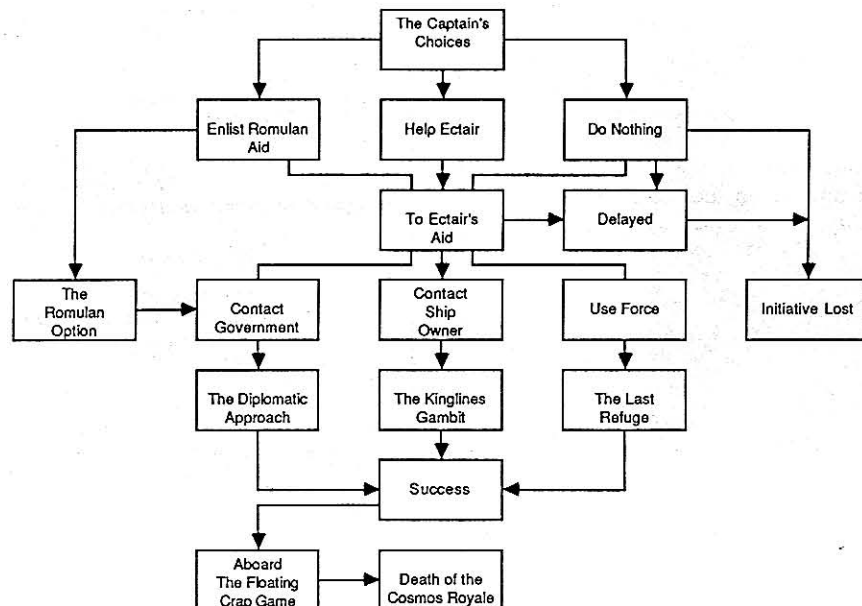 The Captain's
Choices
Enlist Romulan
Aid
Help Ectair
Do Nothing
To Ectair's
Aid
Delayed
The
Romulan
Option
Contact
Government
Contact
Ship
Owner
Use Force
Initiative Lost
The Diplomatic
Approach
The Kinglines
Gambit
The Last
Refuge
Success
Aboard
The Floating
Crap Game
Death of the
Cosmos Royale